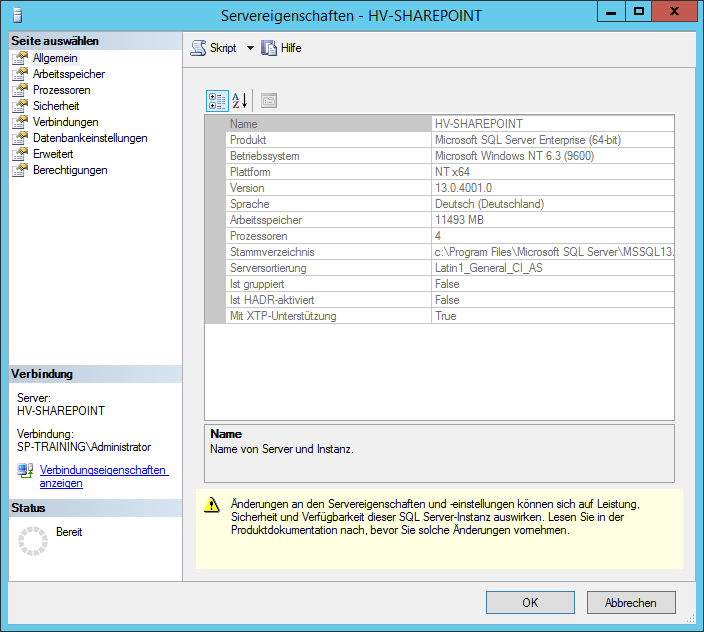 Servereigenschaften - HV-SHAREPOINT
Seite auswählen
Allgemein
Arbeitsspeicher
Prozessoren
Sicherheit
Verbindungen
Datenbankeinstellungen
Erweitert
Berechtigungen
Verbindung
Server:
HV-SHAREPOINT
Verbindung:
SP-TRAINING\Administrator
Verbindungseigenschaften
anzeigen
Status
Bereit
Skript Hilfe
Name HV-SHAREPOINT
Produkt Microsoft SQL Server Enterprise (64-bit)
Betriebssystem Microsoft Windows NT 6.3 (9600)
Plattform NT x64
Version 13.0.4001.0
Sprache Deutsch (Deutschland)
Arbeitsspeicher 11493 MB
Prozessoren 4
Stammverzeichnis c:\Program Files\Microsoft SQL Server\MSSQL13.
Serversortierung Latin1_General_CI_AS
Ist gruppiert False
Ist HADR-aktiviert False
Mit XTP-Unterstützung True
Name
Name von Server und Instanz.
Änderungen an den Servereigenschaften und -einstellungen können sich auf Leistung,
Sicherheit und Verfügbarkeit dieser SQL Server-Instanz auswirken. Lesen Sie in der
Produktdokumentation nach, bevor Sie solche Änderungen vornehmen.
OK Abbrechen